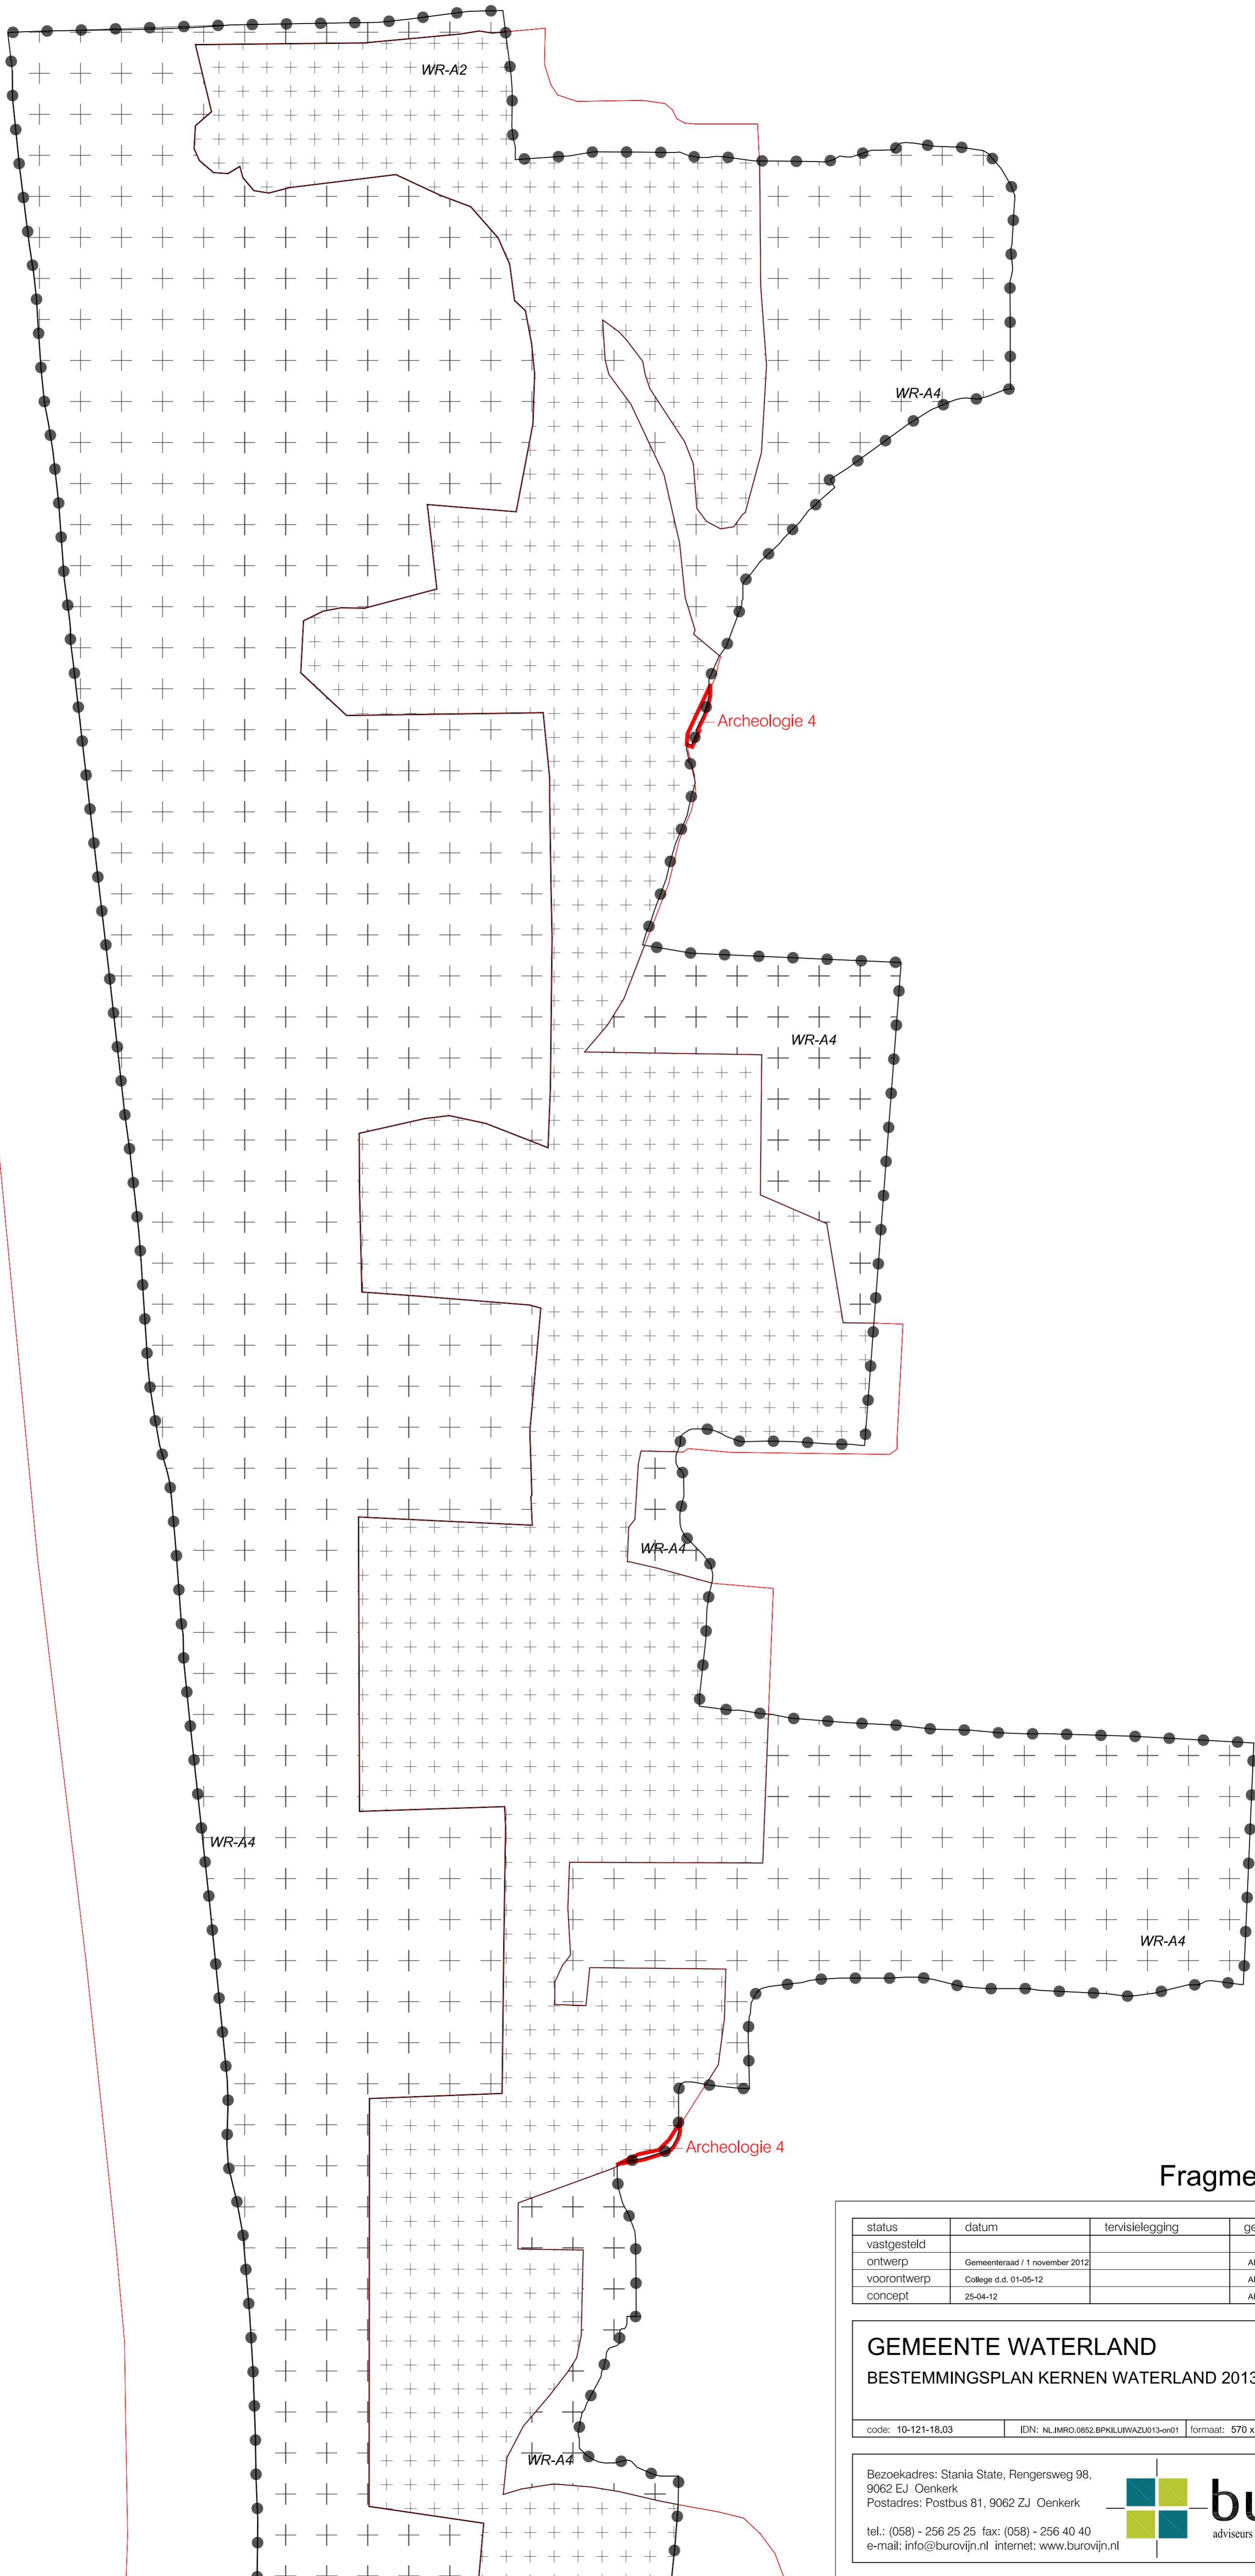 WR-A2
WR-A4
Archeologie 4
WR-A4
WR-A4
WR-A4
WR-A4
Archeologie 4
WR-A4
Fragme
status datum tervisielegging ge
vastgesteld
ontwerp Gemeenteraad / 1 november 2012
voorontwerp College d.d. 01-05-12
concept 25-04-12
GEMEENTE WATERLAND
BESTEMMINGSPLAN KERNEN WATERLAND 2013
code: 10-121-18.03 IDN: NL.IMRO.0852.BPKILUIWAZU013-on01 formaat: 570 x
Bezoekadres: Stania State, Rengersweg 98,
9062 EJ Oenkerk
Postadres: Postbus 81, 9062 ZJ Oenkerk
tel.: (058) - 256 25 25 fax: (058) - 256 40 40
e-mail: info@burovijn.nl internet: www.burovijn.nl
bu
adviseurs